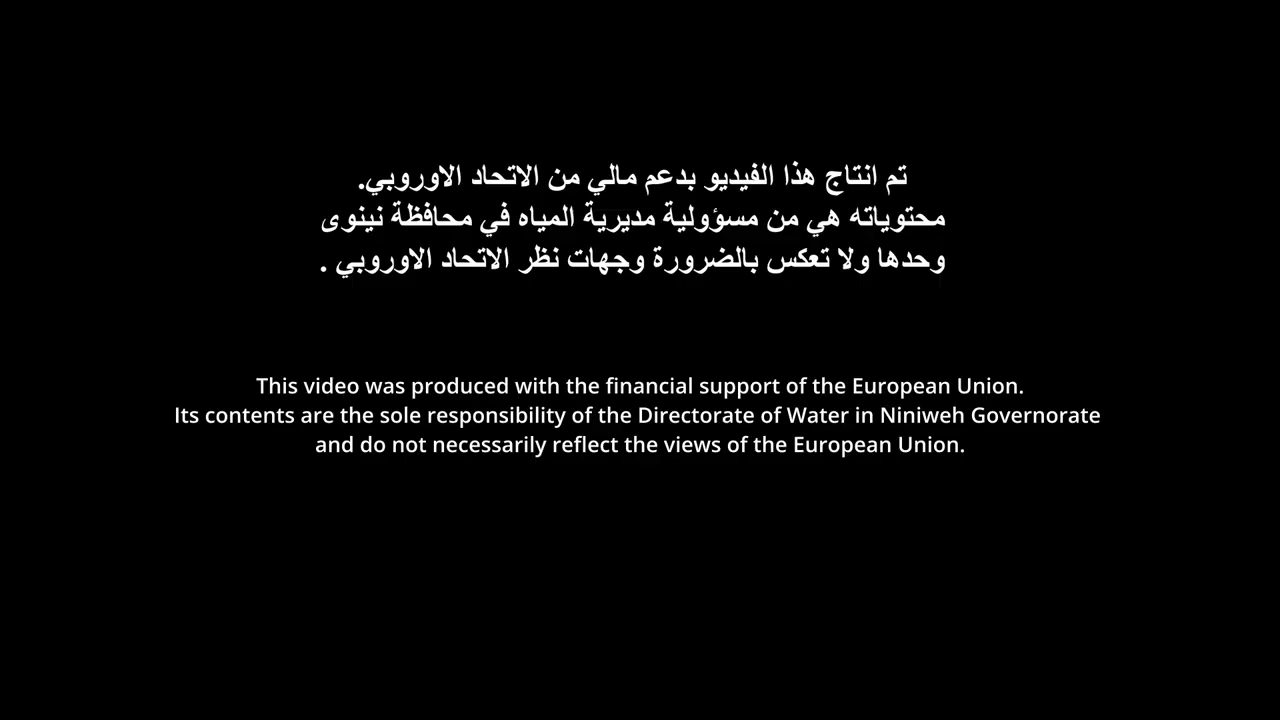 تم انتاج هذا الفيديو بدعم مالي من الاتحاد الاوروبي.
محتوياته هي من مسؤولية مديرية المياه في محافظة نينوى
وحدها ولا تعكس بالضرورة وجهات نظر الاتحاد الاوروبي .
This video was produced with the financial support of the European Union.
Its contents are the sole responsibility of the Directorate of Water in Niniweh Governorate
and do not necessarily reflect the views of the European Union.